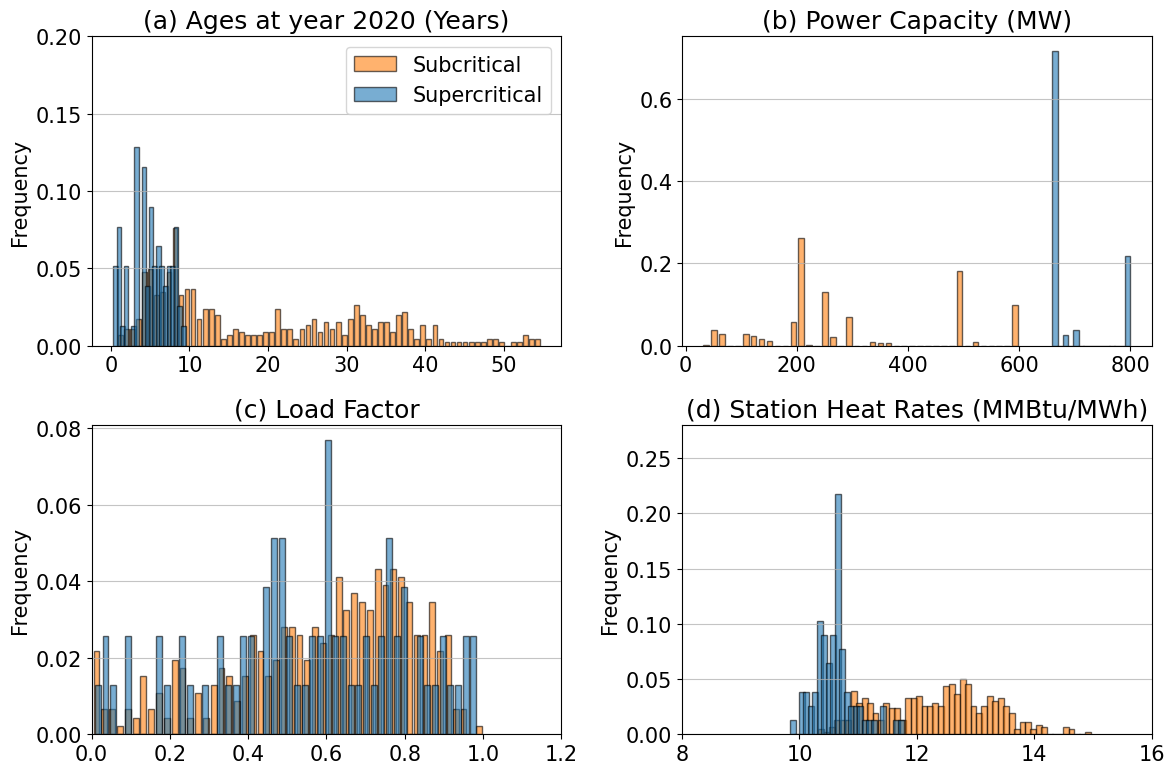 (a) Ages at year 2020 (Years)
Frequency
0.20
0.15
0.10
0.05
0.00
0 10 20 30 40 50
Subcritical
Supercritical
(b) Power Capacity (MW)
Frequency
0.6
0.4
0.2
0.0
0 200 400 600 800
(c) Load Factor
Frequency
0.08
0.06
0.04
0.02
0.00
0.0 0.2 0.4 0.6 0.8 1.0 1.2
(d) Station Heat Rates (MMBtu/MWh)
Frequency
0.25
0.20
0.15
0.10
0.05
0.00
8 10 12 14 16